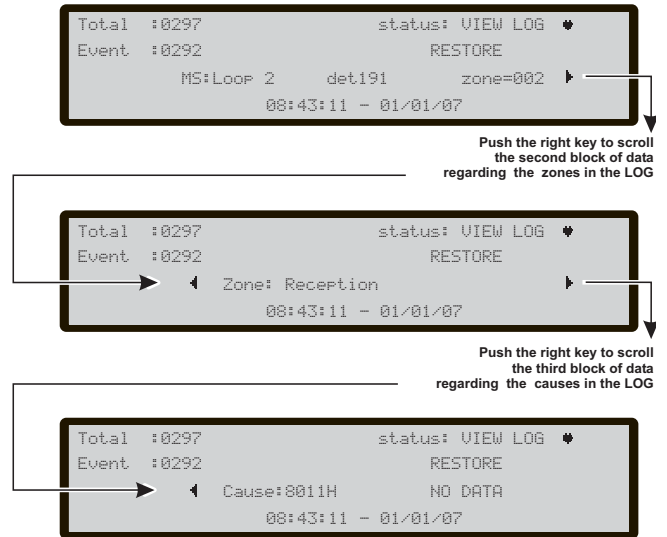 Total :0297 status: VIEW LOG
Event :0292 RESTORE
MS:Loop 2 det191 zone=002
08:43:11 - 01/01/07
Push the right key to scroll
the second block of data
regarding the zones in the LOG
Total :0297 status: VIEW LOG
Event :0292 RESTORE
Zone: Reception
08:43:11 - 01/01/07
Push the right key to scroll
the third block of data
regarding the causes in the LOG
Total :0297 status: VIEW LOG
Event :0292 RESTORE
Cause:8011H NO DATA
08:43:11 - 01/01/07